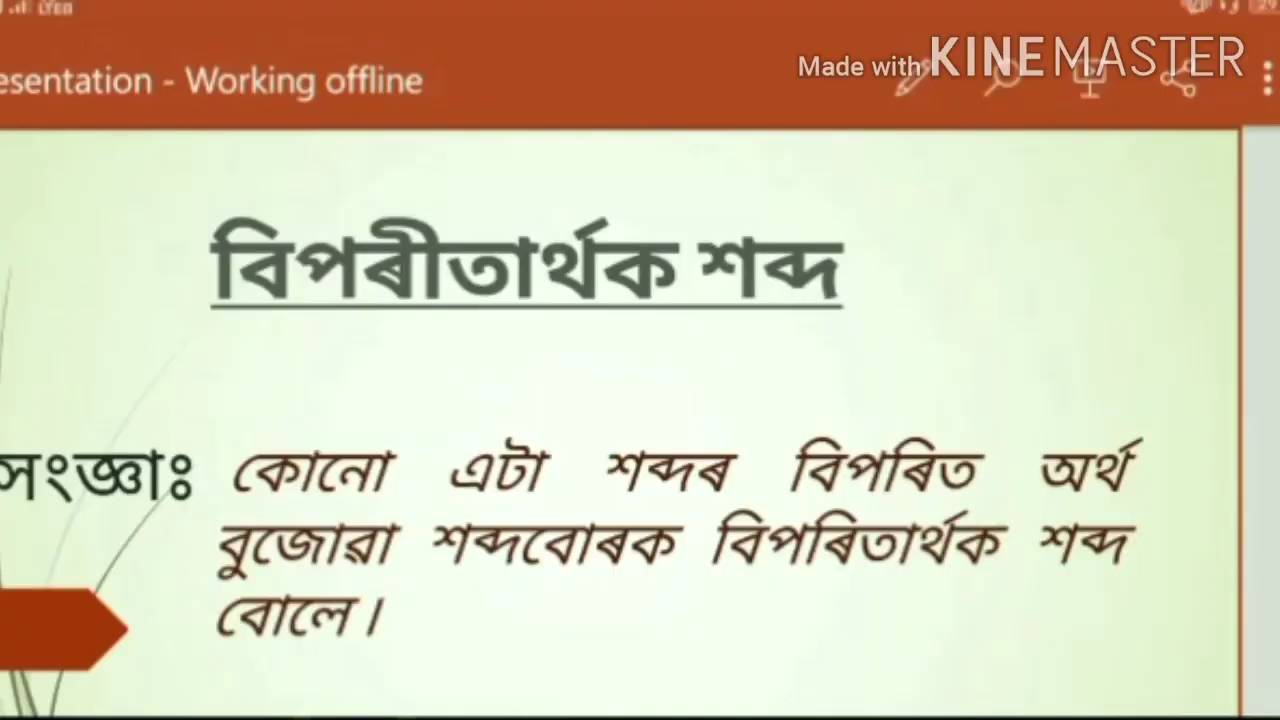 esentation - Working offline
Made with KINEMASTER
বিপৰীতাৰ্থক শব্দ
সংজ্ঞাঃ কোনো এটা শব্দৰ বিপৰিত অৰ্থ
বুজোৱা শব্দবোৰক বিপৰিতাৰ্থক শব্দ
বোলে।